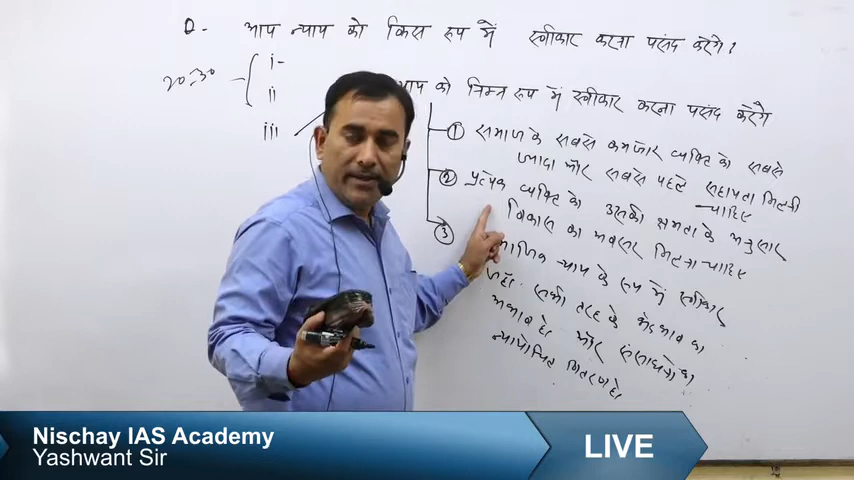 Q- आप न्याय को किस रूप में स्वीकार करना पसंद करेंगे?
20-30
i-
ii
iii
आप को निम्न रूप में स्वीकार करना पसंद करेंगे
① समाज के सबसे कमजोर व्यक्ति को सबसे
ज्यादा और सबसे पहले सहायता मिलनी
चाहिए
② प्रत्येक व्यक्ति को उसकी क्षमता के अनुसार
विकास का अवसर मिलना चाहिए
③ न्याय के रूप में स्वीकार
जहाँ सभी तरह के भेदभाव का
अभाव हो और संसाधनों का
न्यायोचित वितरण हो
Nischay IAS Academy
Yashwant Sir
LIVE